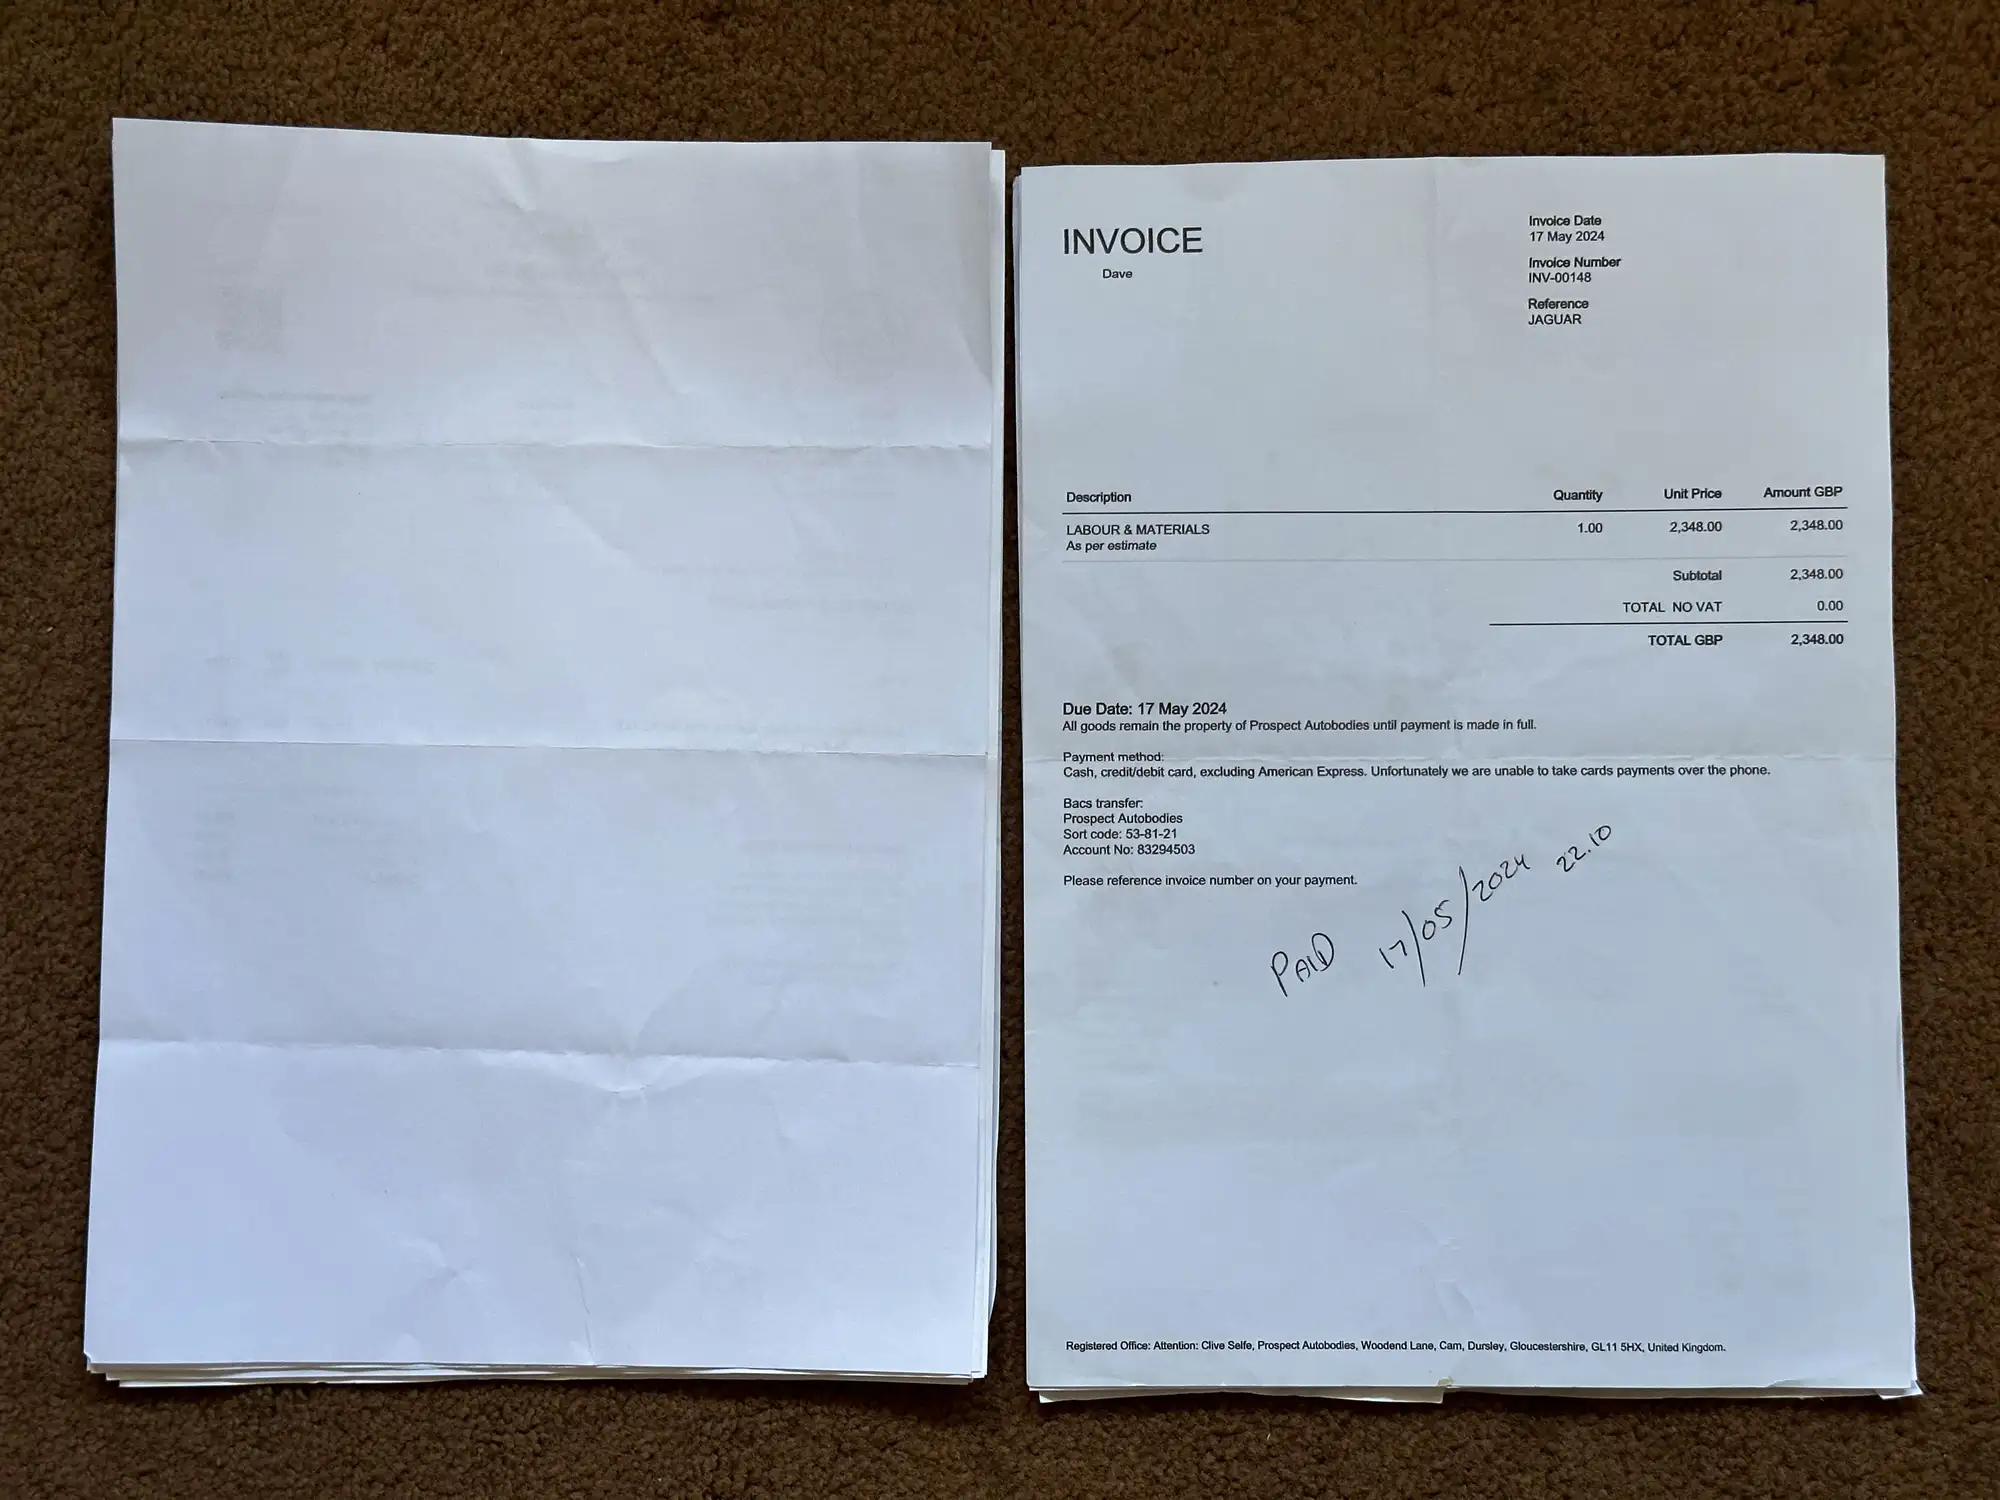 INVOICE
Dave
Invoice Date
17 May 2024
Invoice Number
INV-00148
Reference
JAGUAR
Description Quantity Unit Price Amount GBP
LABOUR & MATERIALS 1.00 2,348.00 2,348.00
As per estimate
Subtotal 2,348.00
TOTAL NO VAT 0.00
TOTAL GBP 2,348.00
Due Date: 17 May 2024
All goods remain the property of Prospect Autobodies until payment is made in full.
Payment method:
Cash, credit/debit card, excluding American Express. Unfortunately we are unable to take cards payments over the phone.
Bacs transfer:
Prospect Autobodies
Sort code: 53-81-21
Account No: 83294503
Please reference invoice number on your payment.
PAID 17/05/2024 22.10
Registered Office: Attention: Clive Selfe, Prospect Autobodies, Woodend Lane, Cam, Dursley, Gloucestershire, GL11 5HX, United Kingdom.